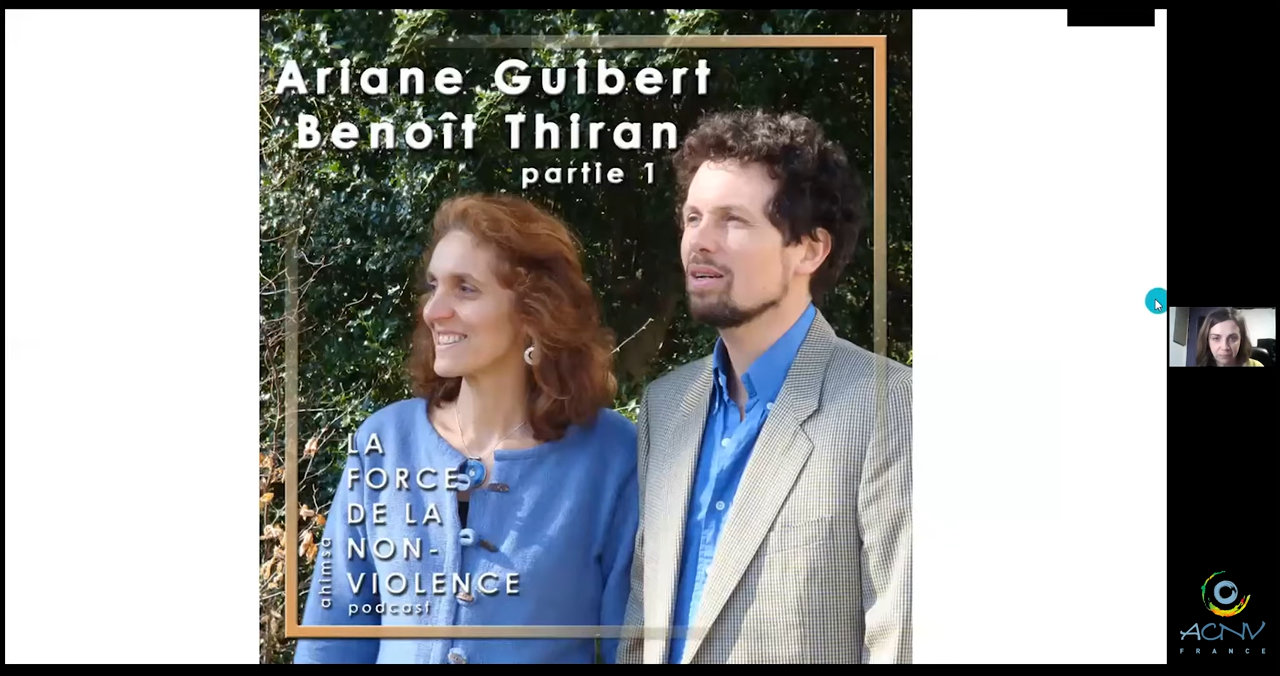 Ariane Guibert
Benoît Thiran
partie 1
LA
FORCE
DE LA
NON-
VIOLENCE
podcast
ahimsa
ACNV
FRANCE